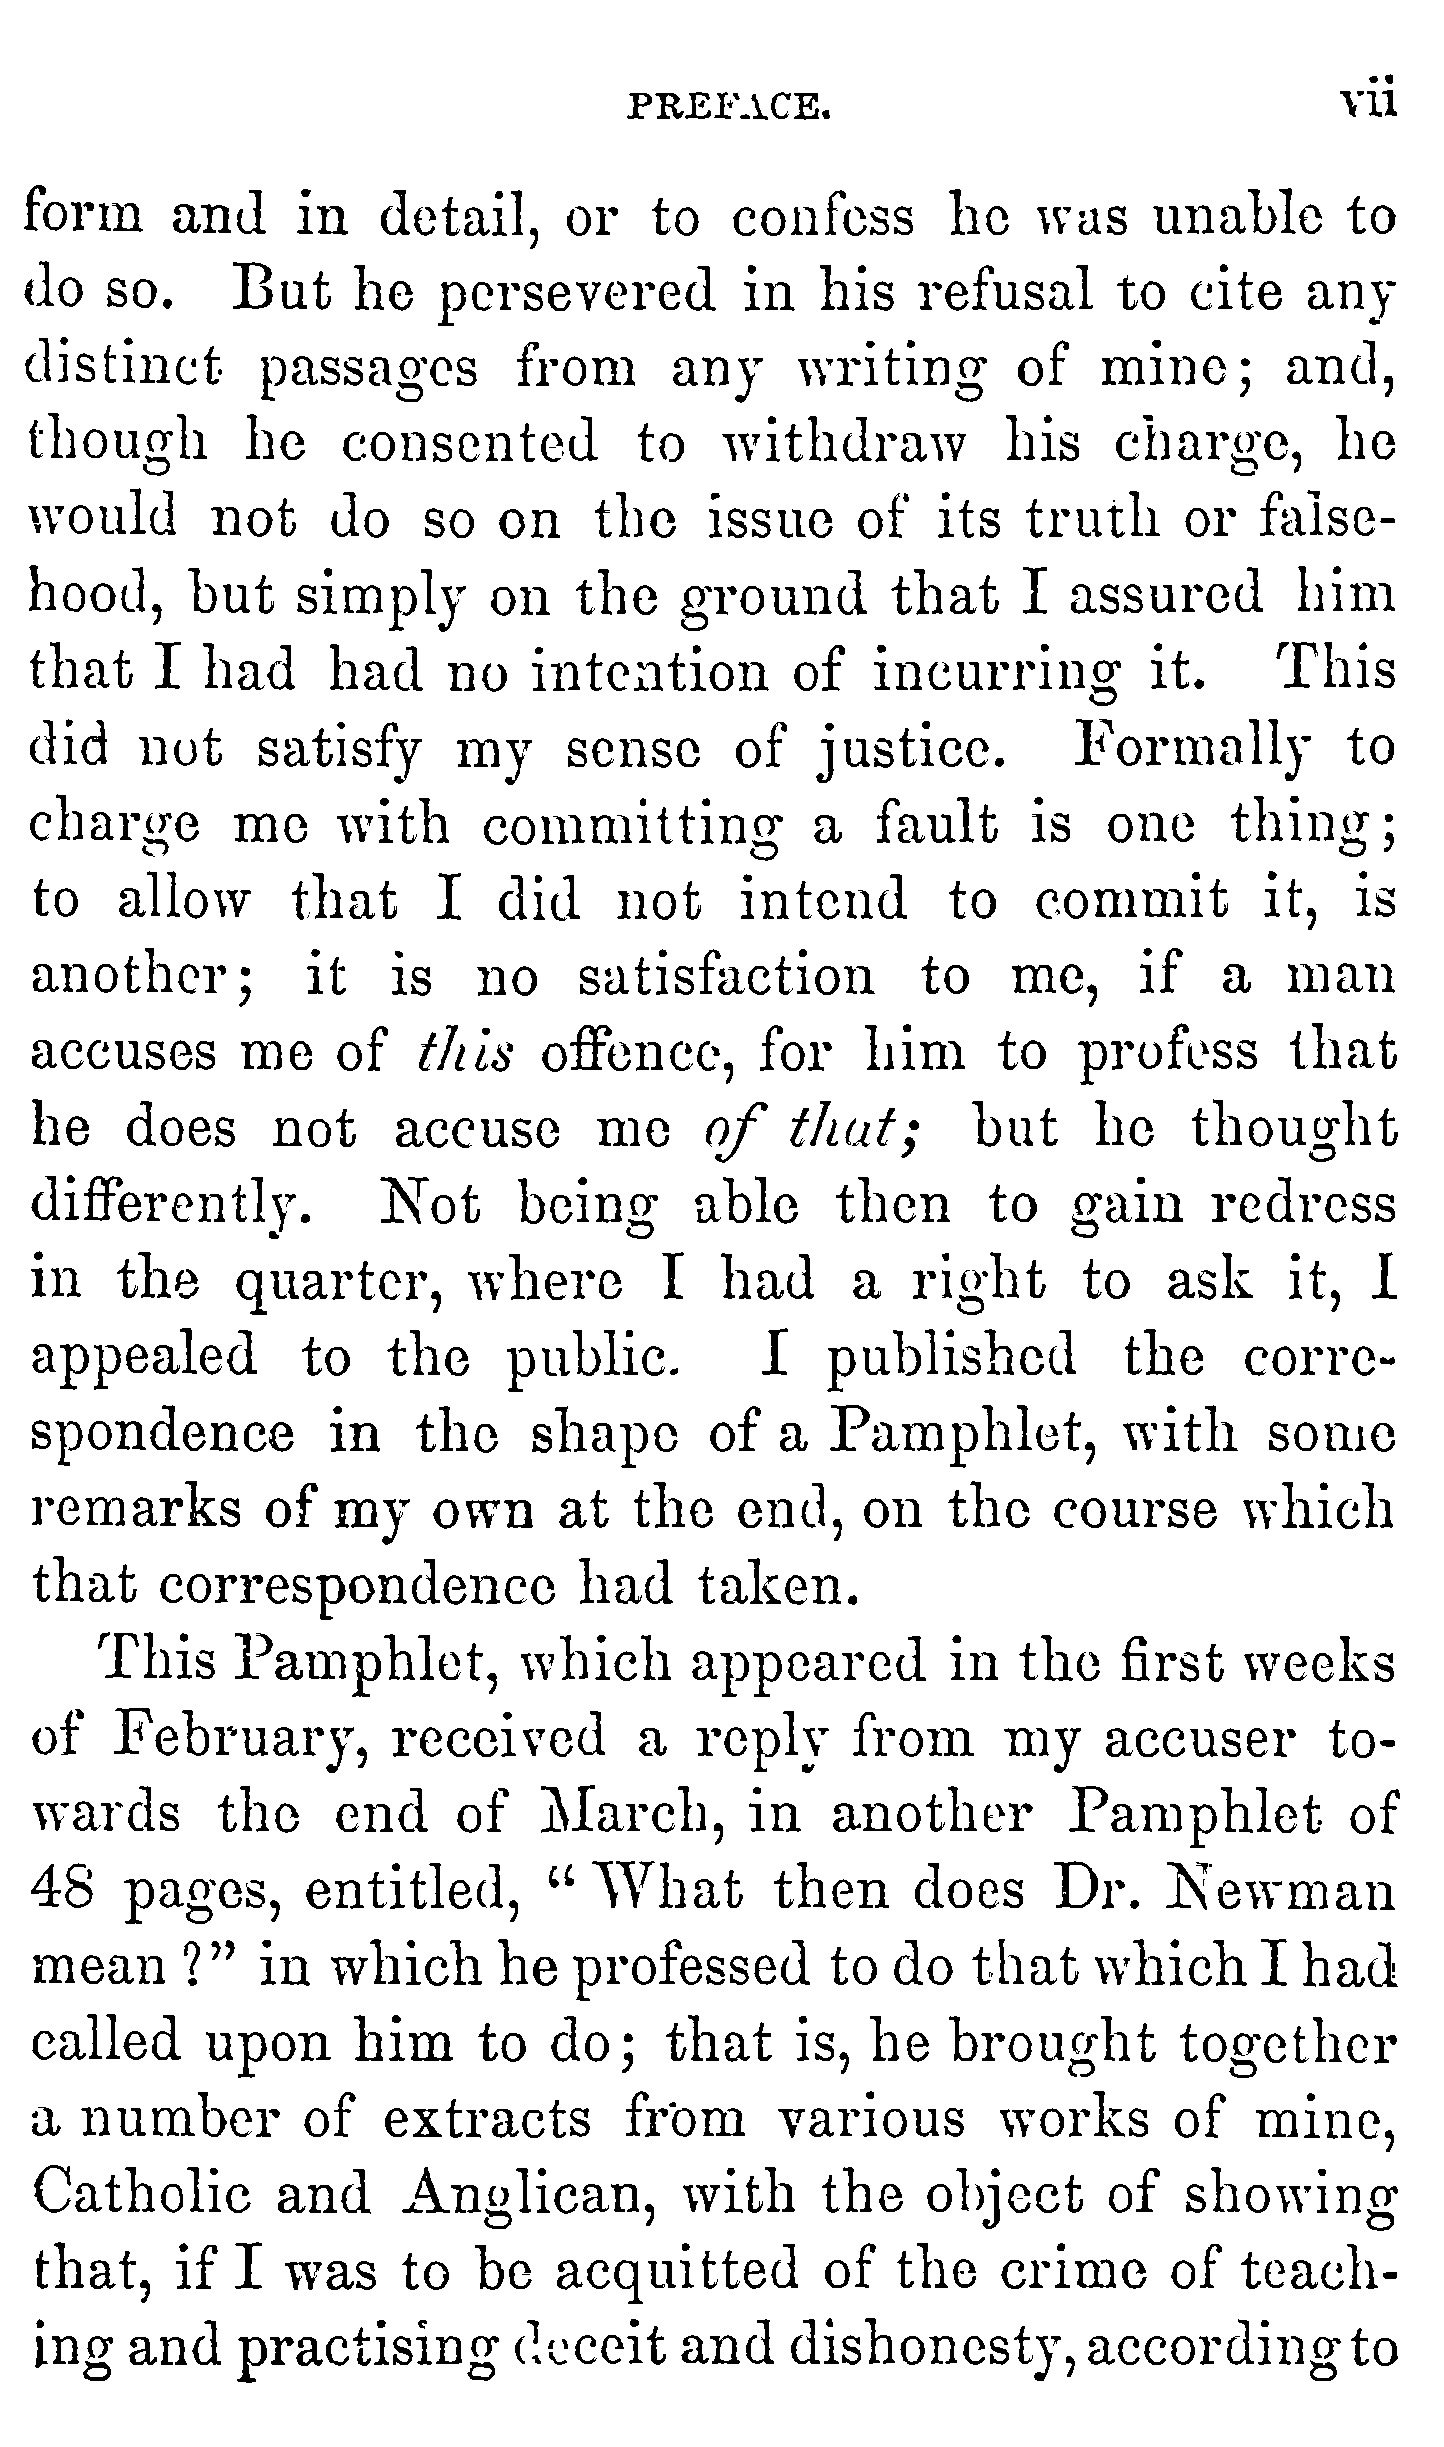 PREFACE. vii
form and in detail, or to confess he was unable to
do so. But he persevered in his refusal to cite any
distinct passages from any writing of mine; and,
though he consented to withdraw his charge, he
would not do so on the issue of its truth or false-
hood, but simply on the ground that I assured him
that I had had no intention of incurring it. This
did not satisfy my sense of justice. Formally to
charge me with committing a fault is one thing;
to allow that I did not intend to commit it, is
another; it is no satisfaction to me, if a man
accuses me of this offence, for him to profess that
he does not accuse me of that; but he thought
differently. Not being able then to gain redress
in the quarter, where I had a right to ask it, I
appealed to the public. I published the corre-
spondence in the shape of a Pamphlet, with some
remarks of my own at the end, on the course which
that correspondence had taken.
This Pamphlet, which appeared in the first weeks
of February, received a reply from my accuser to-
wards the end of March, in another Pamphlet of
48 pages, entitled, “What then does Dr. Newman
mean?” in which he professed to do that which I had
called upon him to do; that is, he brought together
a number of extracts from various works of mine,
Catholic and Anglican, with the object of showing
that, if I was to be acquitted of the crime of teach-
ing and practising deceit and dishonesty, according to